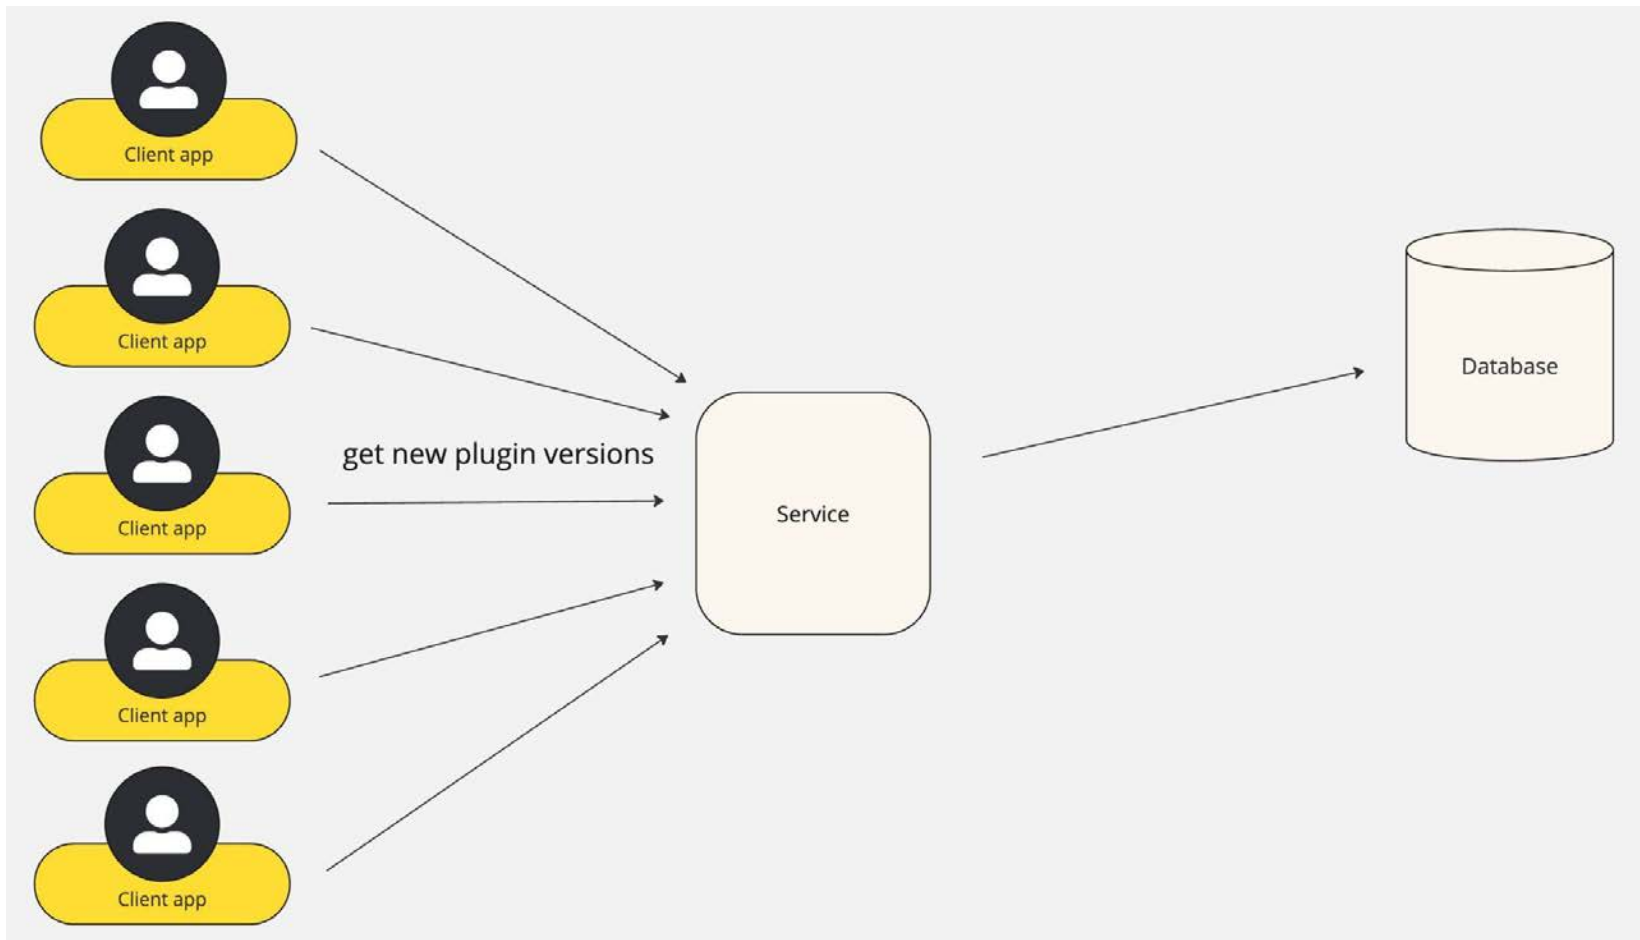 Client app
Client app
get new plugin versions
Client app
Client app
Client app
Service
Database